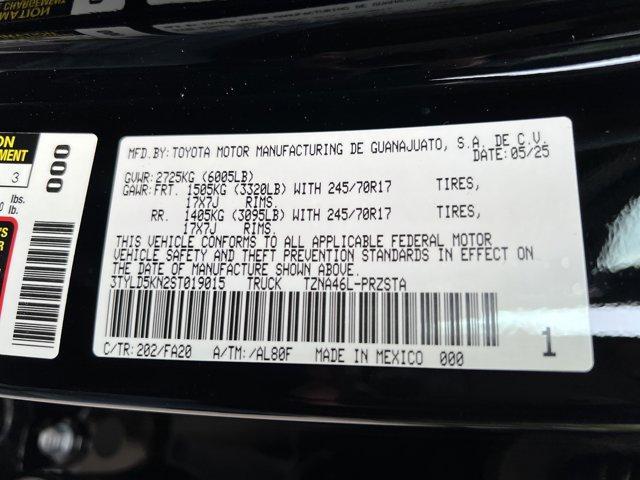 MFD.BY: TOYOTA MOTOR MANUFACTURING DE GUANAJUATO, S.A. DE C.V.
DATE: 05/25
GVWR: 2725KG (6005LB)
GAWR: FRT. 1505KG (3320LB) WITH 245/70R17 TIRES,
17X7J RIMS.
RR. 1405KG (3095LB) WITH 245/70R17 TIRES,
17X7J RIMS.
THIS VEHICLE CONFORMS TO ALL APPLICABLE FEDERAL MOTOR
VEHICLE SAFETY AND THEFT PREVENTION STANDARDS IN EFFECT ON
THE DATE OF MANUFACTURE SHOWN ABOVE.
3TYLD5KN2ST019015 TRUCK TZNA46L-PRZSTA
C/TR: 202/FA20 A/TM: /AL80F MADE IN MEXICO 000
1
000
3
lbs.
lb.